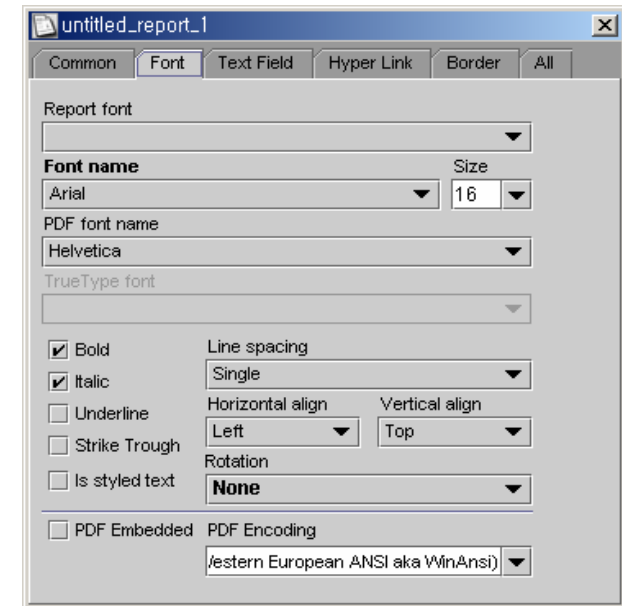 untitled_report_1
Common Font Text Field Hyper Link Border All
Report font
Font name Size
Arial 16
PDF font name
Helvetica
TrueType font
Bold
Line spacing
Italic
Single
Underline
Horizontal align Vertical align
Left Top
Strike Trough
Rotation
Is styled text
None
PDF Embedded PDF Encoding
/estern European ANSI aka WinAnsi)